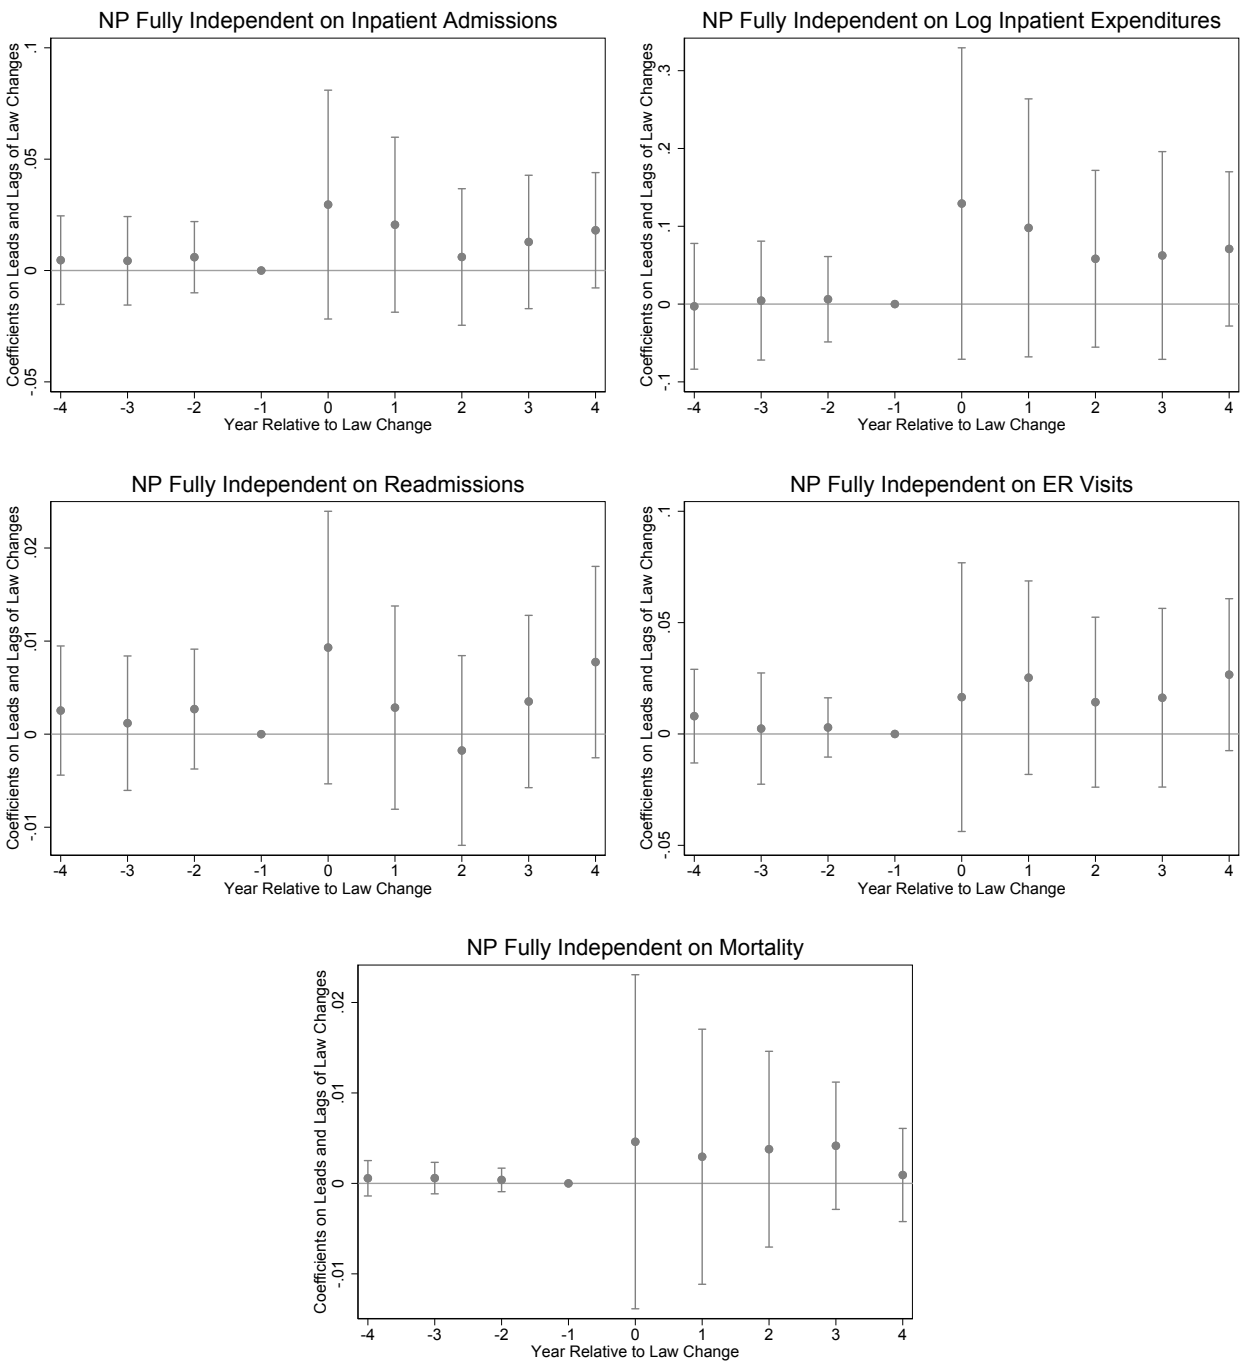 NP Fully Independent on Inpatient Admissions
Coefficients on Leads and Lags of Law Changes
.1
.05
0
-.05
-4 -3 -2 -1 0 1 2 3 4
Year Relative to Law Change
NP Fully Independent on Log Inpatient Expenditures
Coefficients on Leads and Lags of Law Changes
.3
.2
.1
0
-.1
-4 -3 -2 -1 0 1 2 3 4
Year Relative to Law Change
NP Fully Independent on Readmissions
Coefficients on Leads and Lags of Law Changes
.02
.01
0
-.01
-4 -3 -2 -1 0 1 2 3 4
Year Relative to Law Change
NP Fully Independent on ER Visits
Coefficients on Leads and Lags of Law Changes
.1
.05
0
-.05
-4 -3 -2 -1 0 1 2 3 4
Year Relative to Law Change
NP Fully Independent on Mortality
Coefficients on Leads and Lags of Law Changes
.02
.01
0
-.01
-4 -3 -2 -1 0 1 2 3 4
Year Relative to Law Change